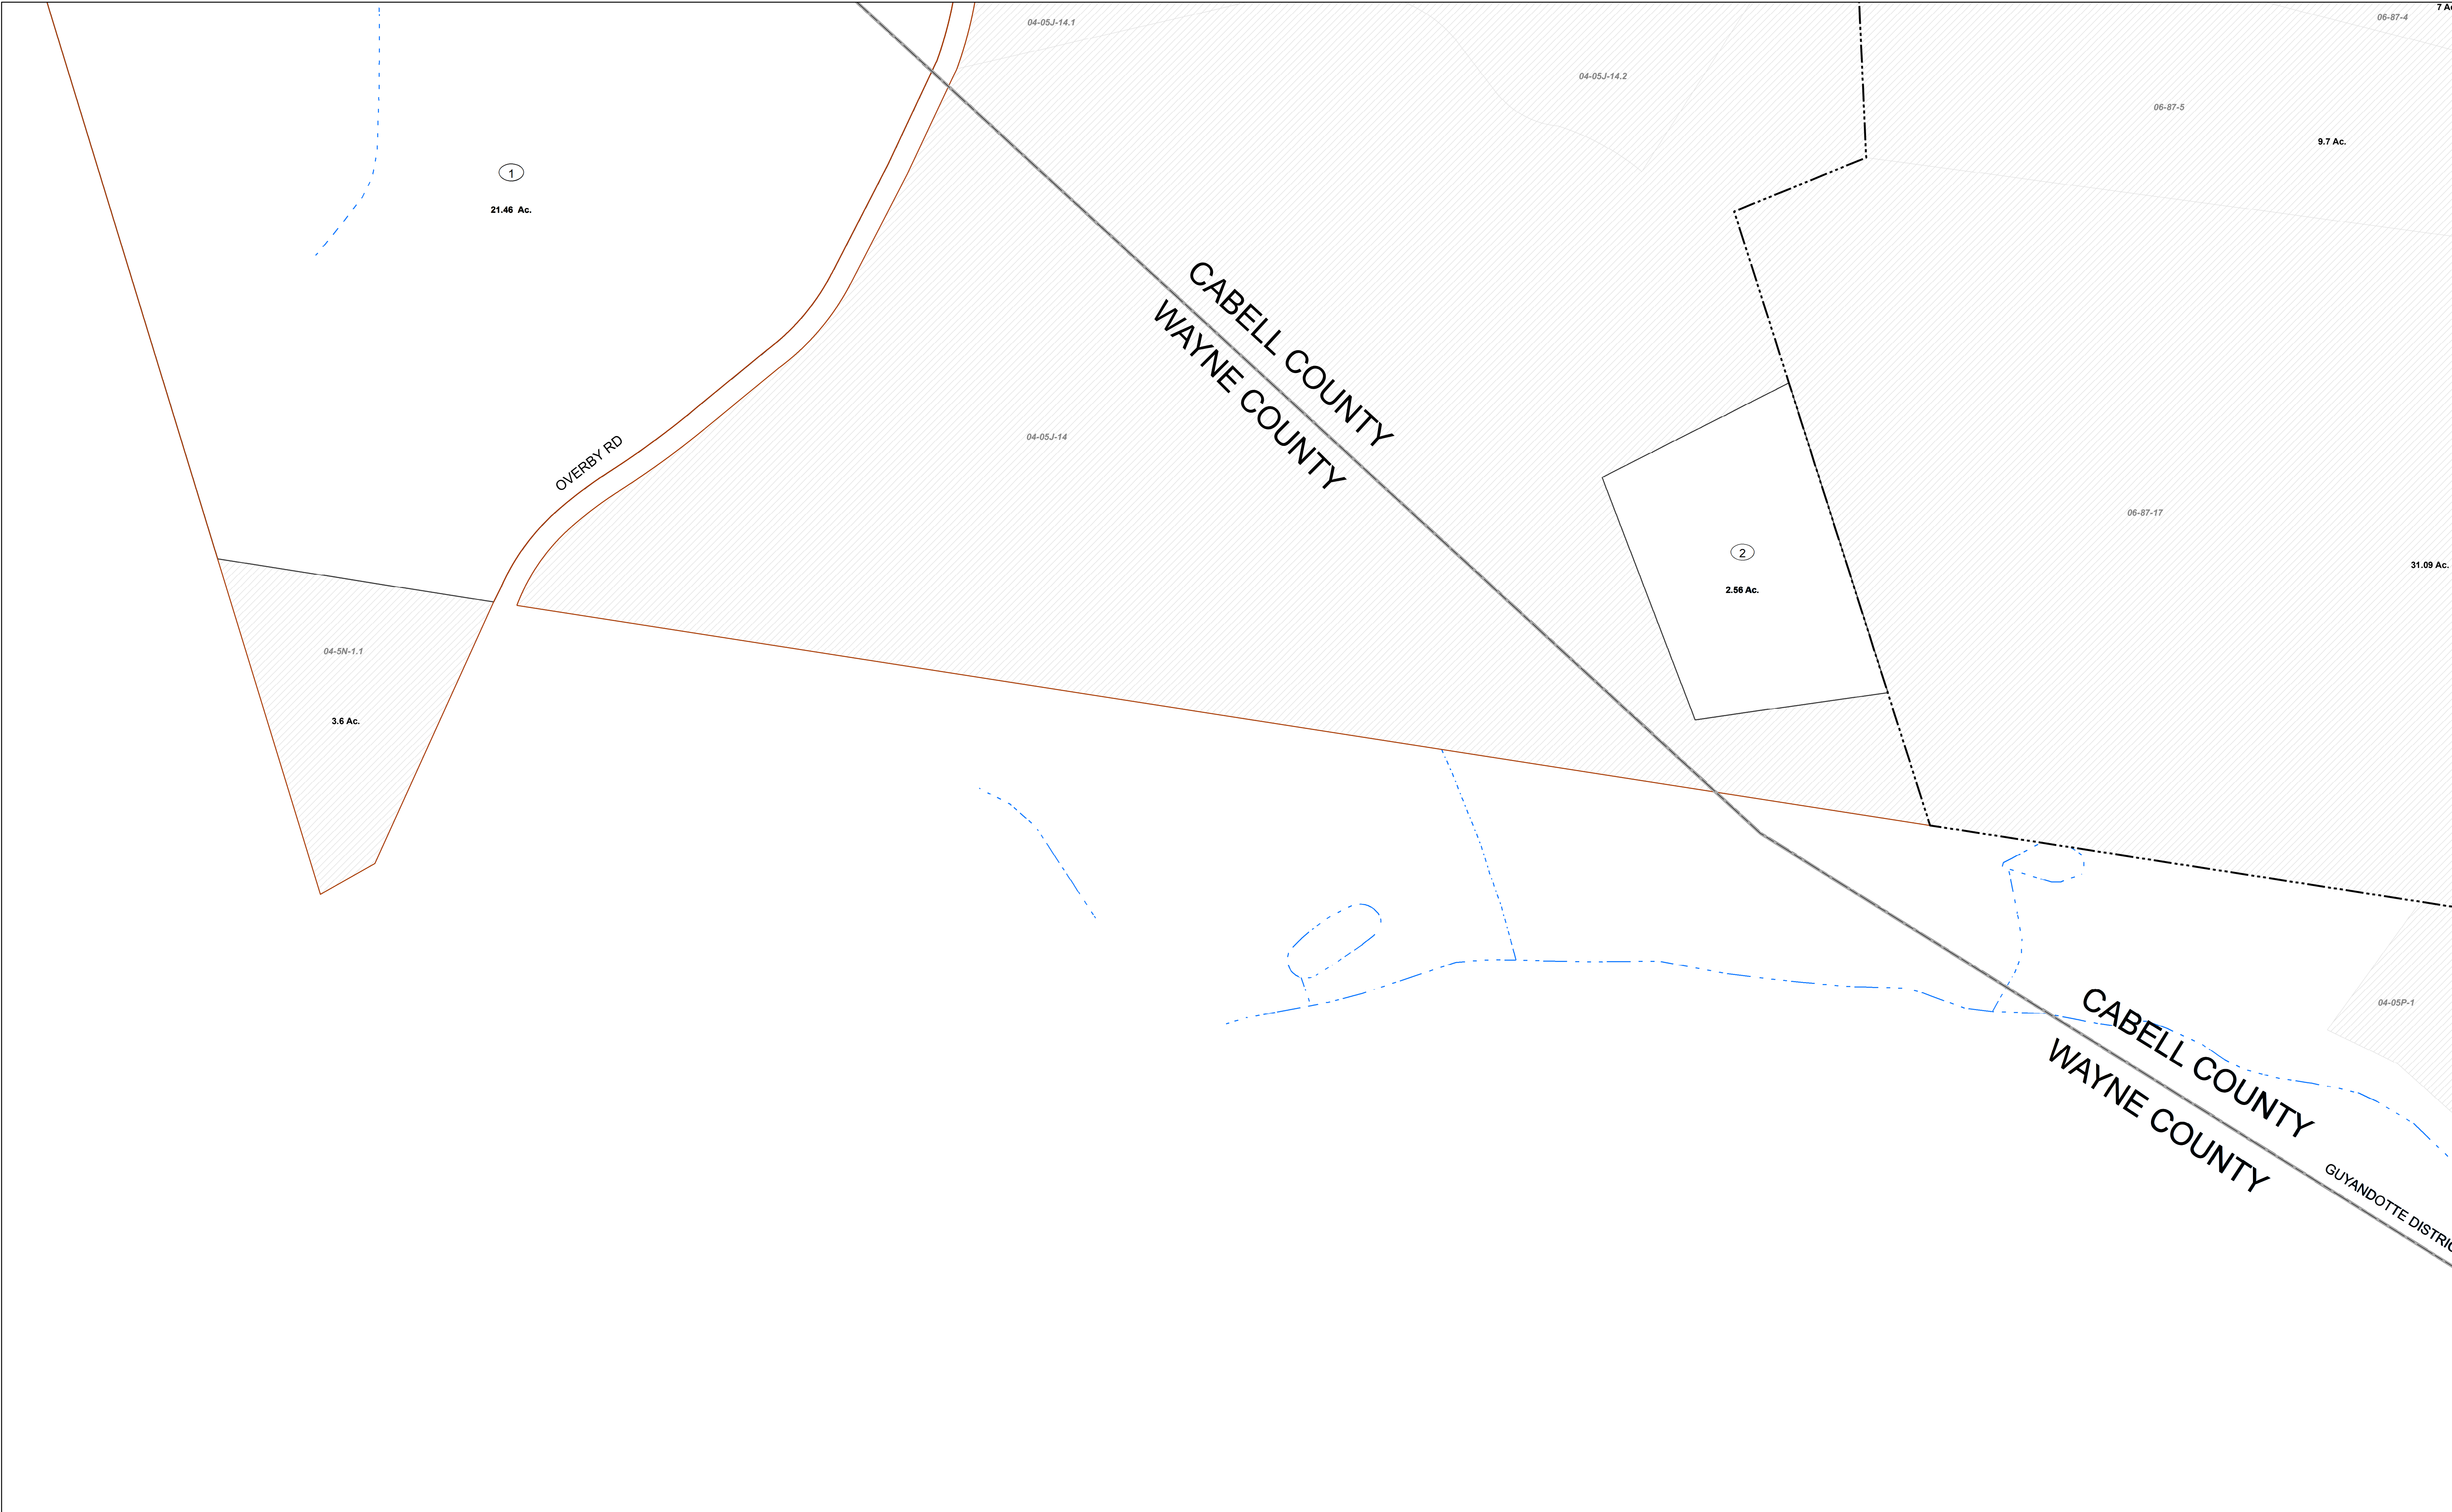 7 Ac
06-87-4
04-05J-14.1
04-05J-14.2
06-87-5
9.7 Ac.
1
21.46 Ac.
CABELL COUNTY
WAYNE COUNTY
04-05J-14
OVERBY RD
06-87-17
2
31.09 Ac.
2.56 Ac.
04-5N-1.1
3.6 Ac.
04-05P-1
CABELL COUNTY
WAYNE COUNTY
GUYANDOTTE DISTRIC